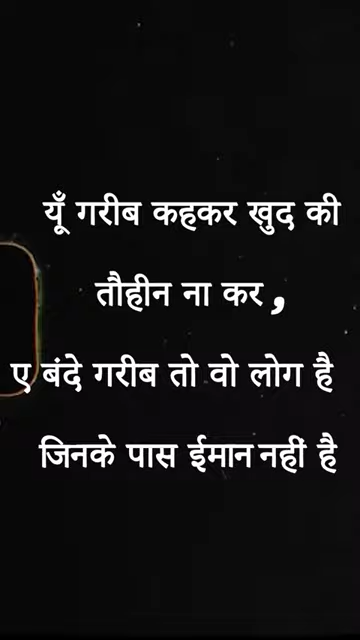 यूँ गरीब कहकर खुद की
तौहीन ना कर ,
ए बंदे गरीब तो वो लोग है
जिनके पास ईमान नहीं है